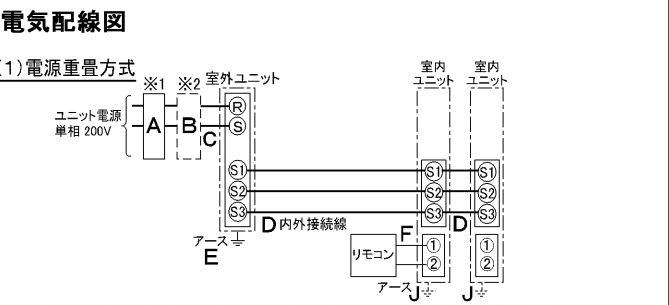 電気配線図
(1)電源重畳方式
※1
※2
室外ユニット
室内
ユニット
室内
ユニット
ユニット電源
単相 200V
A
B
C
R
S
S1
S2
S3
S1
S2
S3
S1
S2
S3
D 内外接続線
D
アース
E
リモコン
F
①
②
①
②
アース
J
J